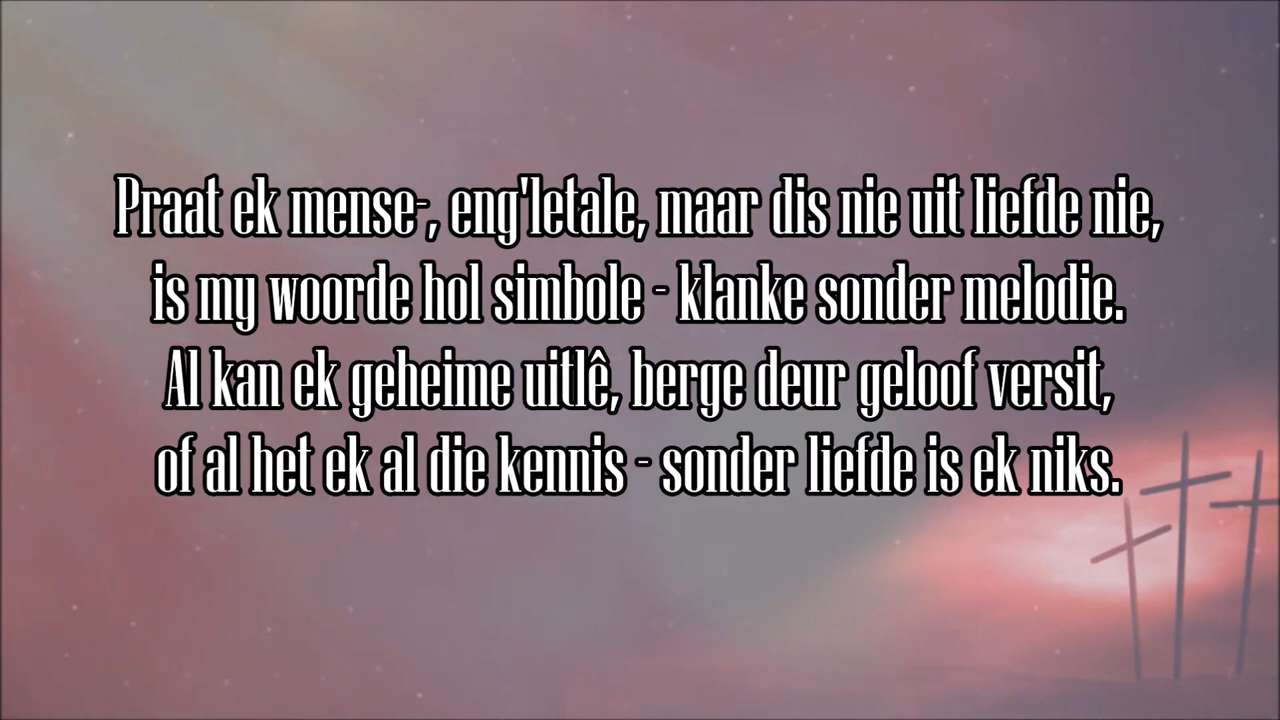 Praat ek mense-, eng'letale, maar dis nie uit liefde nie,
is my woorde hol simbole - klanke sonder melodie.
Al kan ek geheime uitlê, berge deur geloof versit,
of al het ek al die kennis - sonder liefde is ek niks.